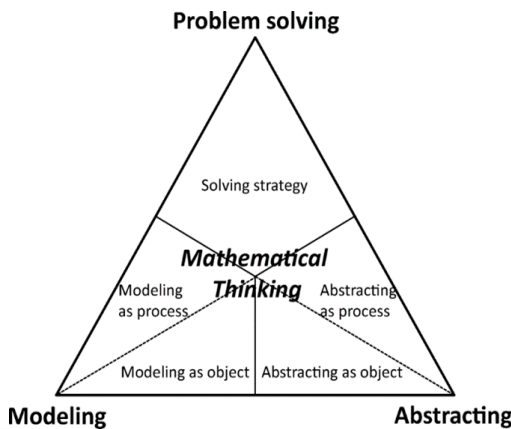 Problem solving
Solving strategy
Mathematical
Thinking
Modeling
as process
Abstracting
as process
Modeling as object
Abstracting as object
Modeling
Abstracting